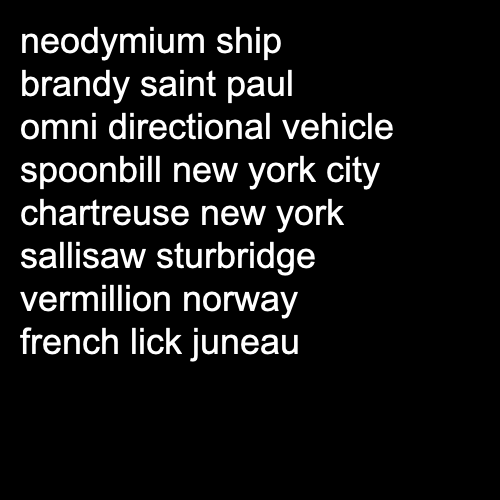 neodymium ship
brandy saint paul
omni directional vehicle
spoonbill new york city
chartreuse new york
sallisaw sturbridge
vermillion norway
french lick juneau